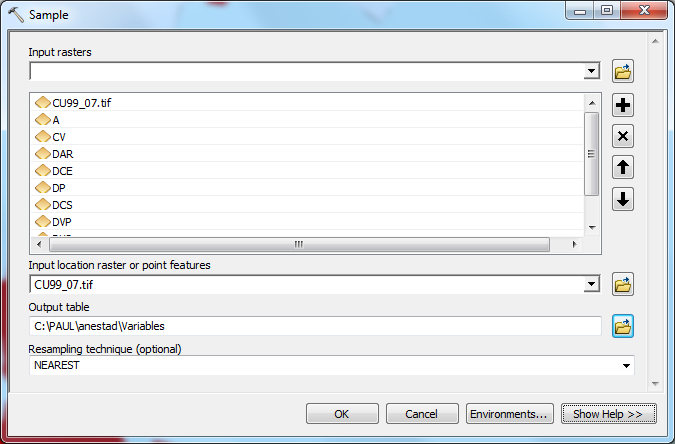 Sample
Input rasters
CU99_07.tif
A
CV
DAR
DCE
DP
DCS
DVP
Input location raster or point features
CU99_07.tif
Output table
C:\PAUL\anestad\Variables
Resampling technique (optional)
NEAREST
OK
Cancel
Environments...
Show Help >>